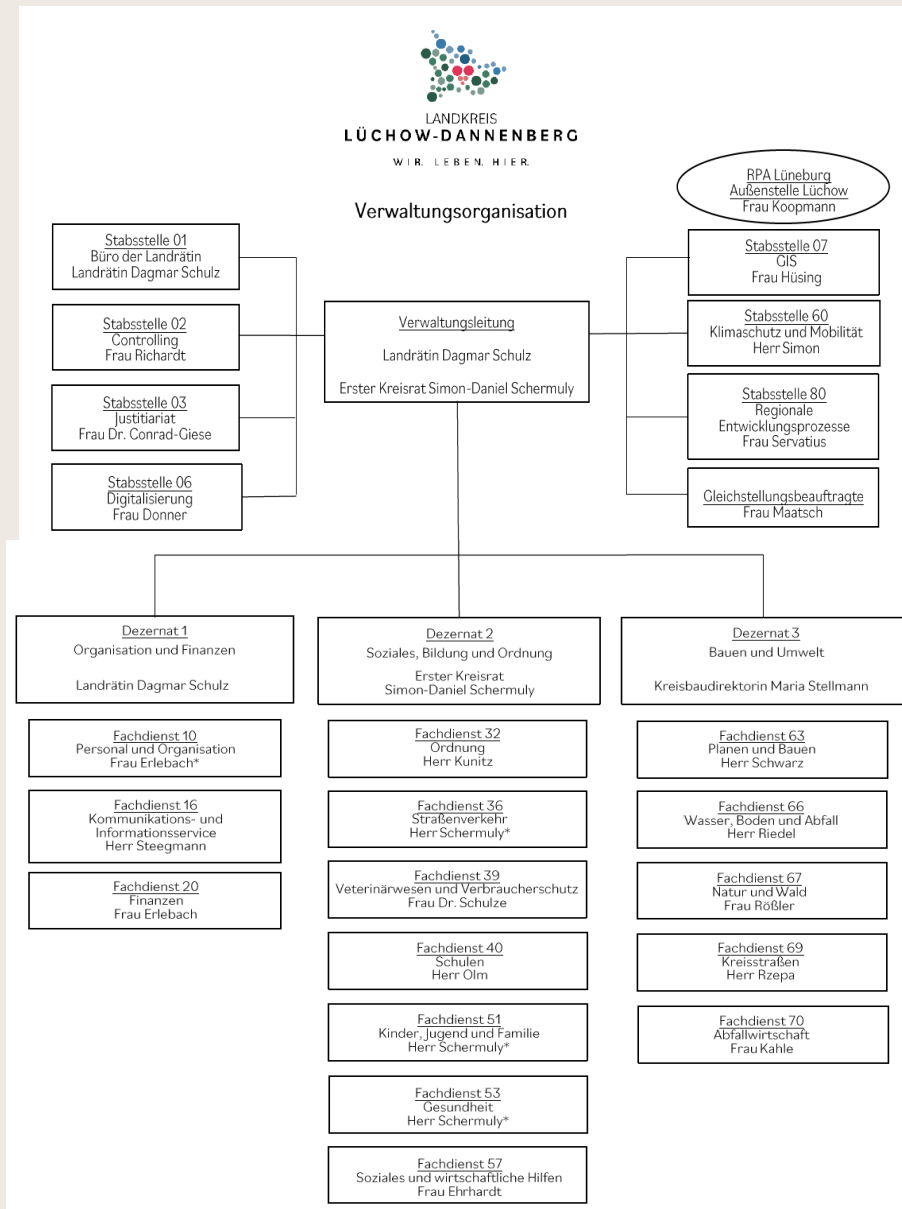 LANDKREIS
LÜCHOW-DANNENBERG
WIR. LEBEN. HIER.
Verwaltungsorganisation
RPA Lüneburg
Außenstelle Lüchow
Frau Koopmann
Stabsstelle 01
Büro der Landrätin
Landrätin Dagmar Schulz
Stabsstelle 02
Controlling
Frau Richardt
Stabsstelle 03
Justitiariat
Frau Dr. Conrad-Giese
Stabsstelle 06
Digitalisierung
Frau Donner
Verwaltungsleitung
Landrätin Dagmar Schulz
Erster Kreisrat Simon-Daniel Schermuly
Stabsstelle 07
GIS
Frau Hüsing
Stabsstelle 60
Klimaschutz und Mobilität
Herr Simon
Stabsstelle 80
Regionale
Entwicklungsprozesse
Frau Servatius
Gleichstellungsbeauftragte
Frau Maatsch
Dezernat 1
Organisation und Finanzen
Landrätin Dagmar Schulz
Fachdienst 10
Personal und Organisation
Frau Erlebach*
Fachdienst 16
Kommunikations- und
Informationsservice
Herr Steegmann
Fachdienst 20
Finanzen
Frau Erlebach
Dezernat 2
Soziales, Bildung und Ordnung
Erster Kreisrat
Simon-Daniel Schermuly
Fachdienst 32
Ordnung
Herr Kunitz
Fachdienst 36
Straßenverkehr
Herr Schermuly*
Fachdienst 39
Veterinärwesen und Verbraucherschutz
Frau Dr. Schulze
Fachdienst 40
Schulen
Herr Olm
Fachdienst 51
Kinder, Jugend und Familie
Herr Schermuly*
Fachdienst 53
Gesundheit
Herr Schermuly*
Fachdienst 57
Soziales und wirtschaftliche Hilfen
Frau Ehrhardt
Dezernat 3
Bauen und Umwelt
Kreisbaudirektorin Maria Stellmann
Fachdienst 63
Planen und Bauen
Herr Schwarz
Fachdienst 66
Wasser, Boden und Abfall
Herr Riedel
Fachdienst 67
Natur und Wald
Frau Rößler
Fachdienst 69
Kreisstraßen
Herr Rzepa
Fachdienst 70
Abfallwirtschaft
Frau Kahle